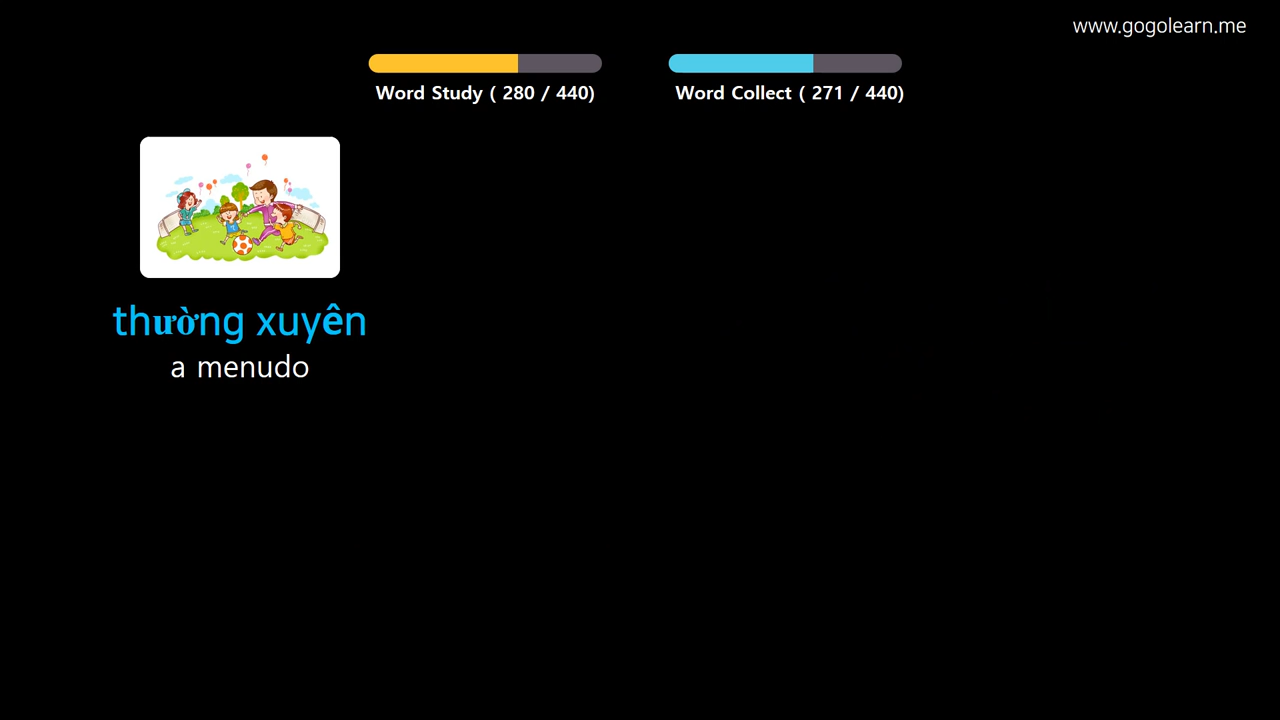 www.gogolearn.me
Word Study ( 280 / 440)
Word Collect ( 271 / 440)
thường xuyên
a menudo